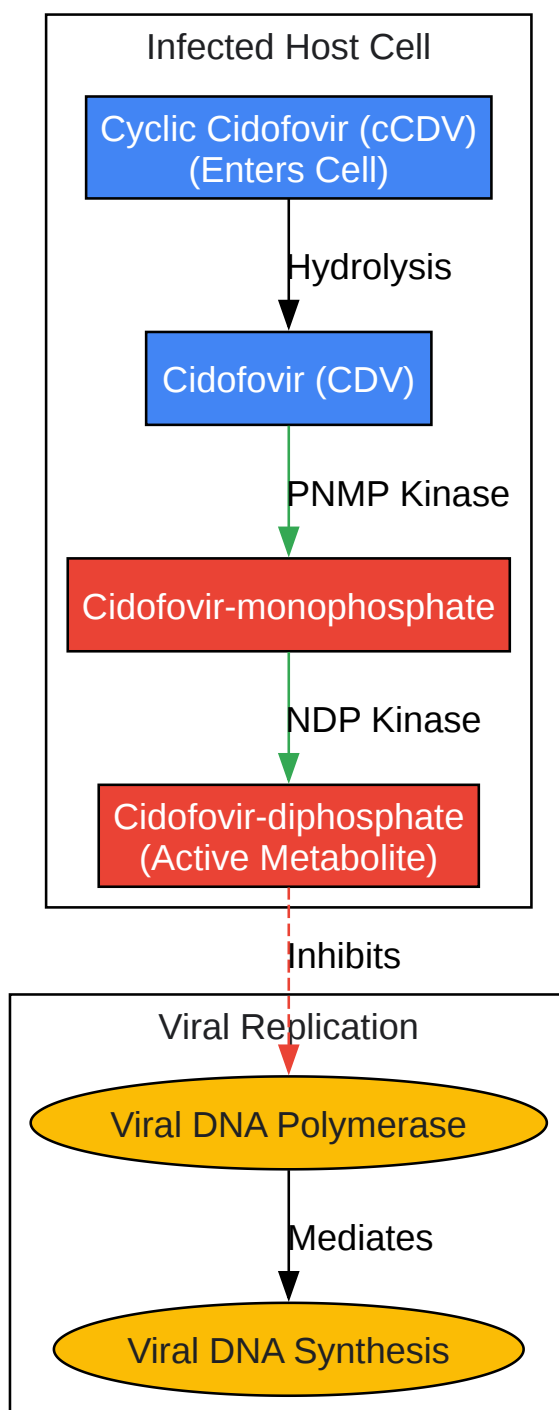 Infected Host Cell
Cyclic Cidofovir (cCDV)
(Enters Cell)
Hydrolysis
Cidofovir (CDV)
PNMP Kinase
Cidofovir-monophosphate
NDP Kinase
Cidofovir-diphosphate
(Active Metabolite)
Inhibits
Viral Replication
Viral DNA Polymerase
Mediates
Viral DNA Synthesis